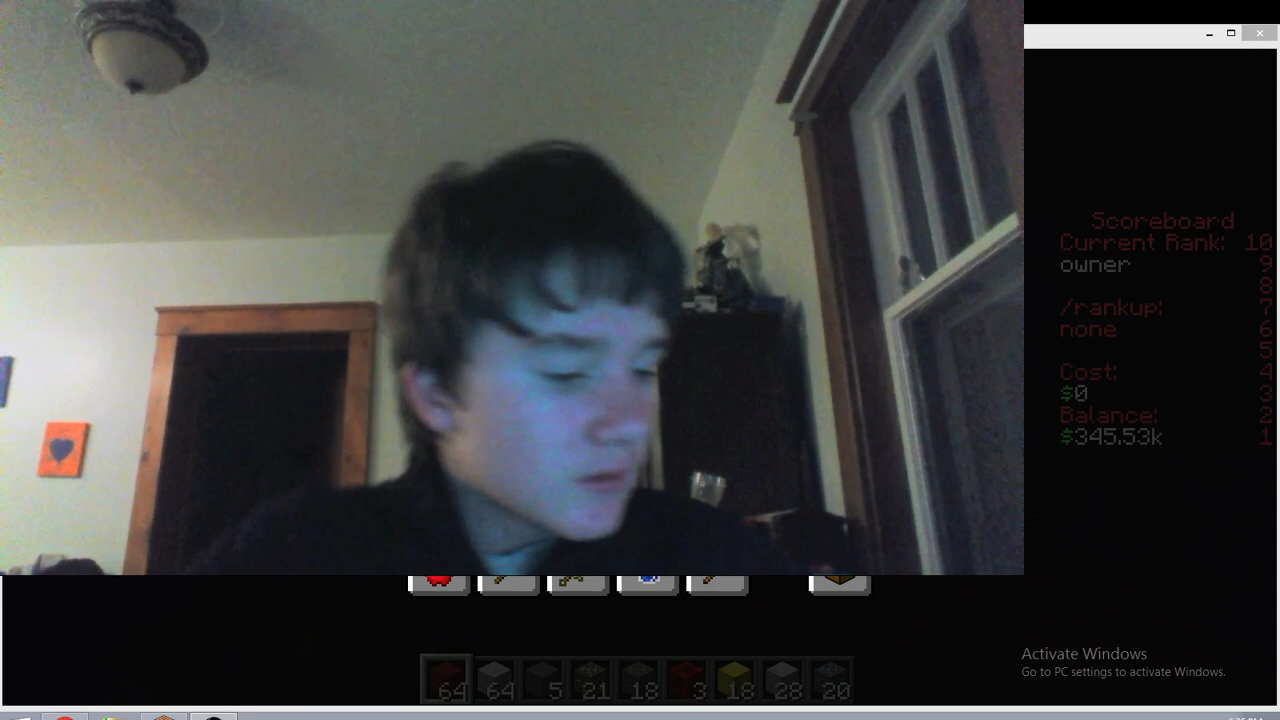 Scoreboard
Current Rank: 10
owner 9
8
/rankup: 7
none 6
5
Cost: 4
$0 3
Balance: 2
$345.53k 1
64 64 5 21 18 3 18 28 20
Activate Windows
Go to PC settings to activate Windows.